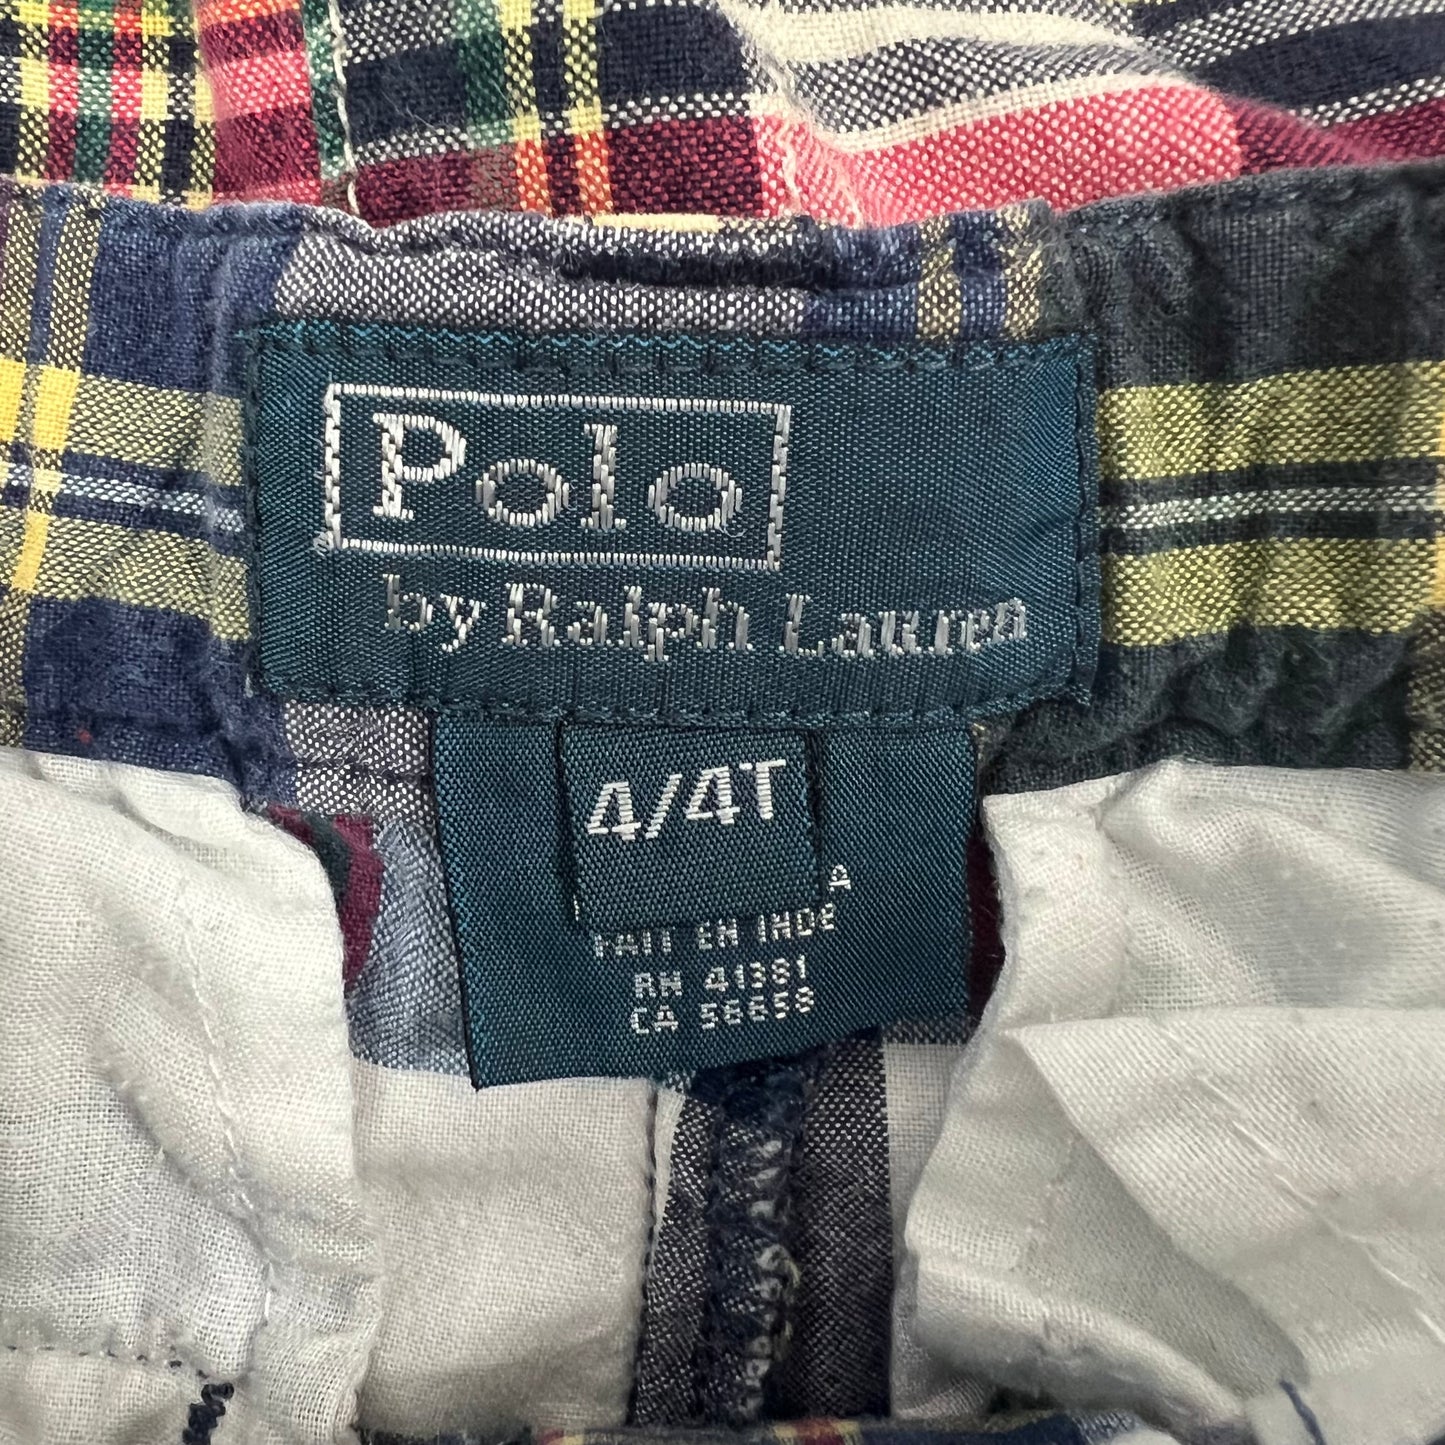 Polo
by Ralph Lauren
4/4T
A
FAIT EN INDE
RN 41381
CA 56658